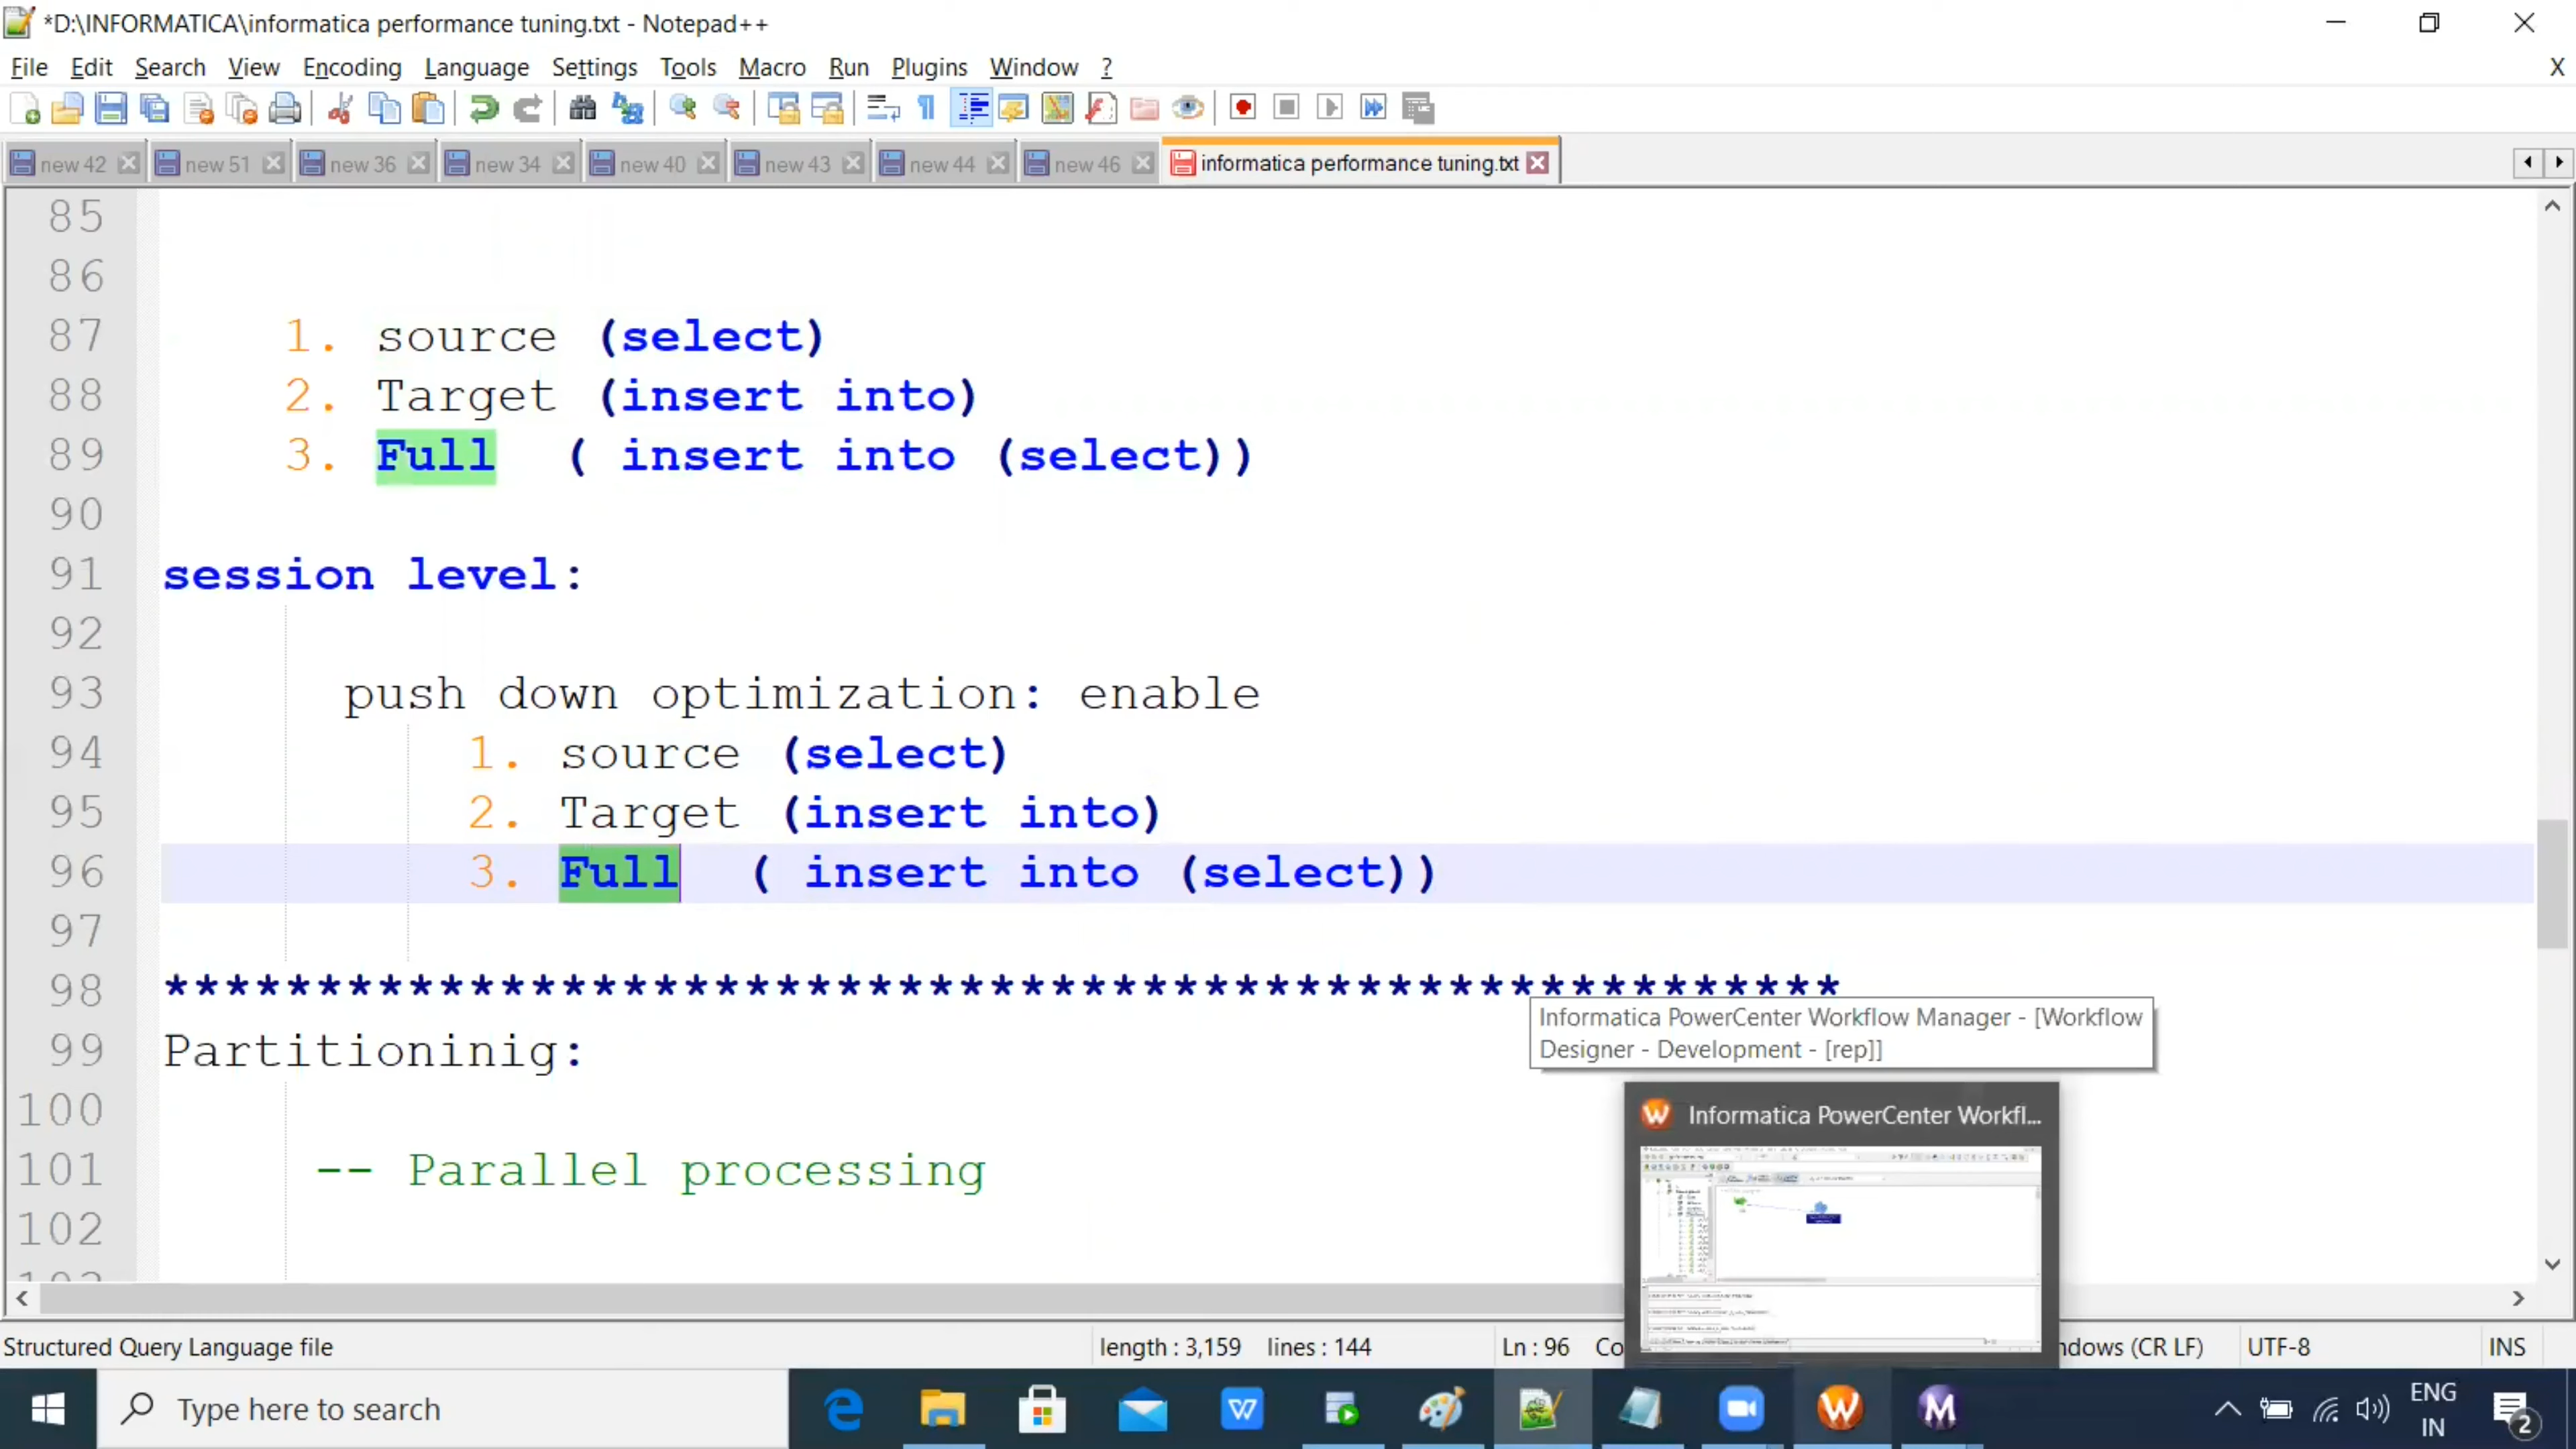 *D:\INFORMATICA\informatica performance tuning.txt - Notepad++
File Edit Search View Encoding Language Settings Tools Macro Run Plugins Window ? X
new 42 new 51 new 36 new 34 new 40 new 43 new 44 new 46 informatica performance tuning.txt
85
86
87 1. source (select)
88 2. Target (insert into)
89 3. Full ( insert into (select))
90
91 session level:
92
93 push down optimization: enable
94 1. source (select)
95 2. Target (insert into)
96 3. Full ( insert into (select))
97
98 *******************************************************
99 Partitioninig:
100
101 -- Parallel processing
102
103
Informatica PowerCenter Workflow Manager - [Workflow
Designer - Development - [rep]]
Informatica PowerCenter Workfl...
Structured Query Language file length : 3,159 lines : 144 Ln : 96 Co ndows (CR LF) UTF-8 INS
Type here to search
ENG
IN
2